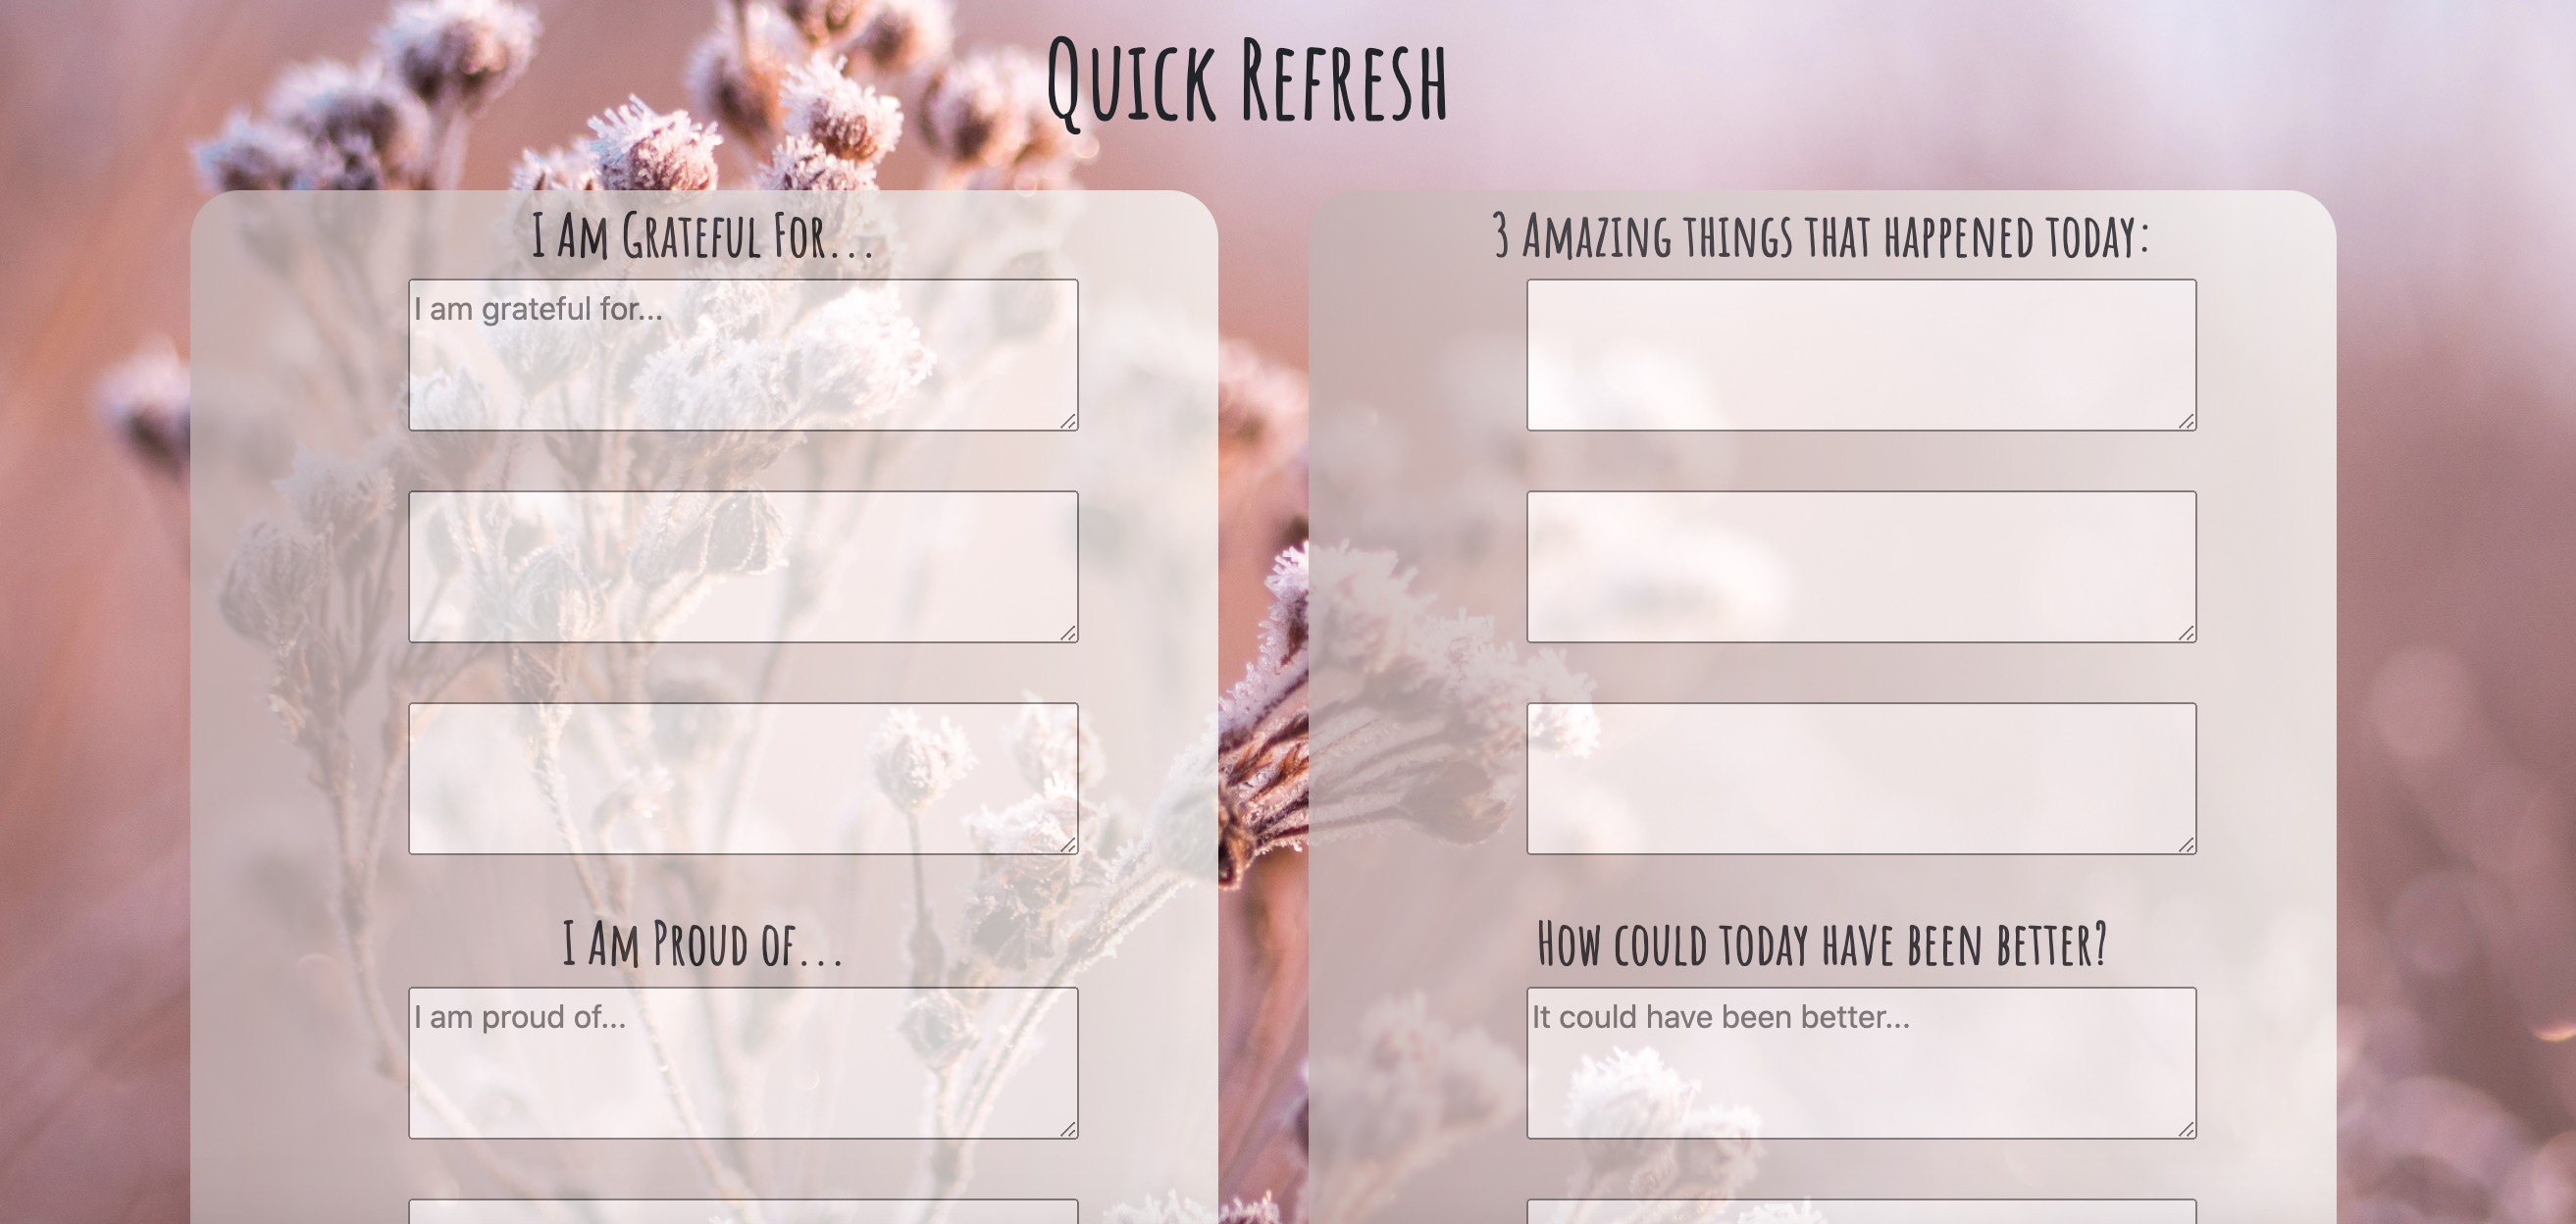 Quick Refresh
I Am Grateful For...
I am grateful for...
I Am Proud of...
I am proud of...
3 Amazing things that happened today:
How could today have been better?
It could have been better...